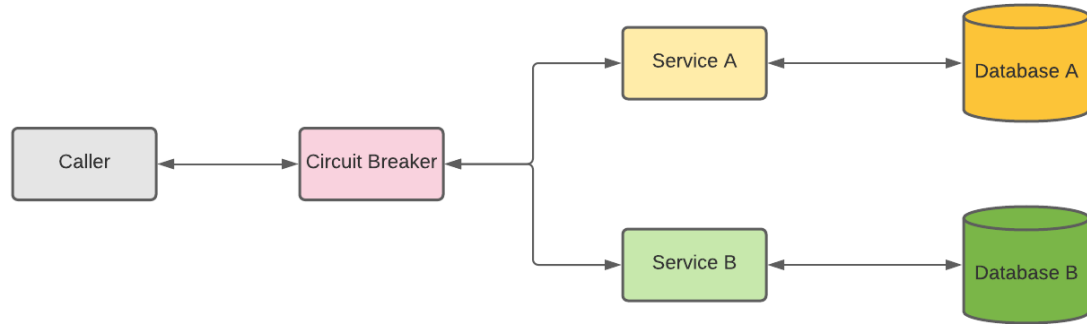 Caller
Circuit Breaker
Service A
Database A
Service B
Database B